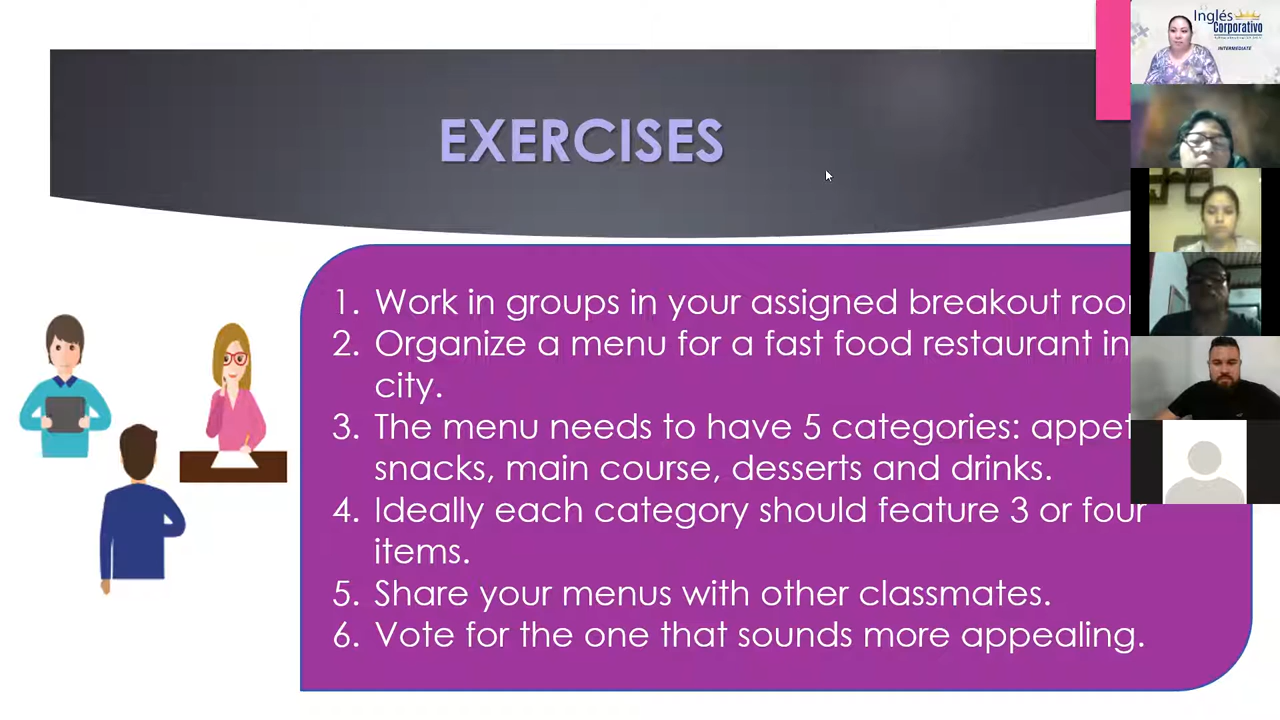 EXERCISES
Inglés
Corporativo
INTERMEDIATE
1. Work in groups in your assigned breakout
2. Organize a menu for a fast food restaurant in
city.
3. The menu needs to have 5 categories:
snacks, main course, desserts and drinks.
4. Ideally each category should feature 3 or four
items.
5. Share your menus with other classmates.
6. Vote for the one that sounds more appealing.